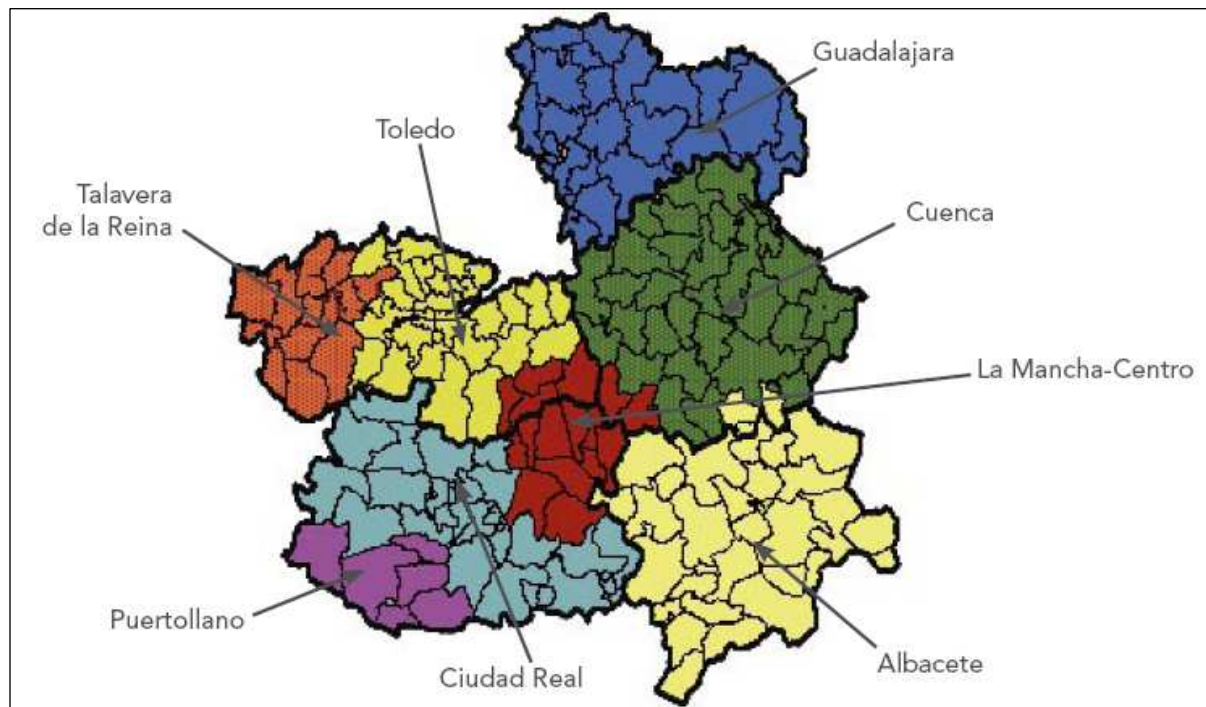 Guadalajara
Toledo
Talavera
de la Reina
Cuenca
La Mancha-Centro
Puertollano
Ciudad Real
Albacete